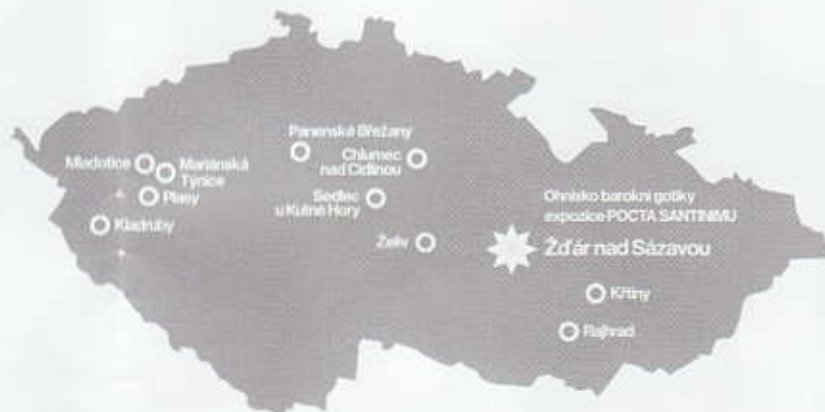 Panenské Břežany
Mladotice
Mariánská
Týnice
Chlumec
nad Cidlinou
Plasy
Sedlec
u Kutné Hory
Kladruby
Želiv
Ohnisko barokní gotiky
expozice POCTA SANTINIMU
Žďár nad Sázavou
Křtiny
Rajhrad